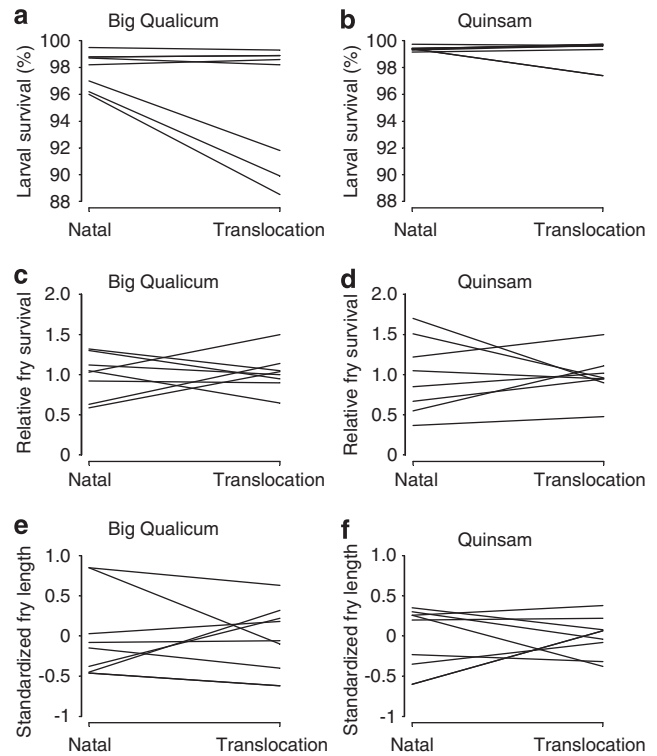 a
Big Qualicum
Larval survival (%)
100
98
96
94
92
90
88
Natal
Translocation
b
Quinsam
Larval survival (%)
100
98
96
94
92
90
88
Natal
Translocation
c
Big Qualicum
Relative fry survival
2.0
1.5
1.0
0.5
0
Natal
Translocation
d
Quinsam
Relative fry survival
2.0
1.5
1.0
0.5
0
Natal
Translocation
e
Big Qualicum
Standardized fry length
1.0
0.5
0
-0.5
-1
Natal
Translocation
f
Quinsam
Standardized fry length
1.0
0.5
0
-0.5
-1
Natal
Translocation